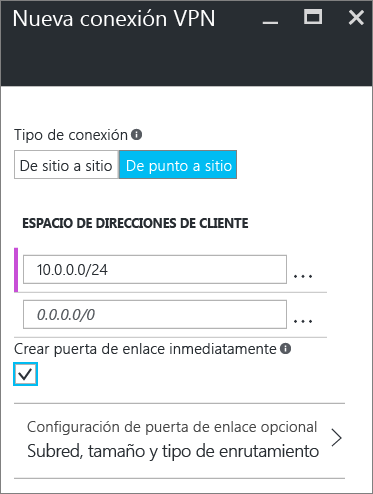 Nueva conexión VPN
Tipo de conexión
De sitio a sitio De punto a sitio
ESPACIO DE DIRECCIONES DE CLIENTE
10.0.0.0/24 ...
0.0.0.0/0 ...
Crear puerta de enlace inmediatamente
Configuración de puerta de enlace opcional
Subred, tamaño y tipo de enrutamiento